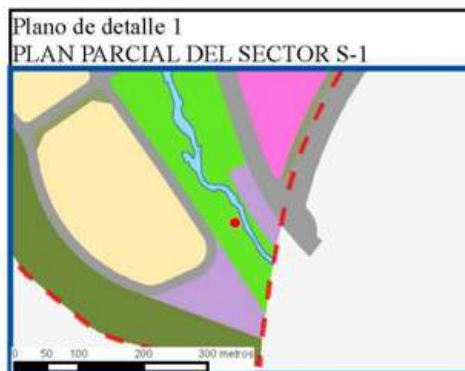 Plano de detalle 1
PLAN PARCIAL DEL SECTOR S-1
0 50 100 200 300 metros